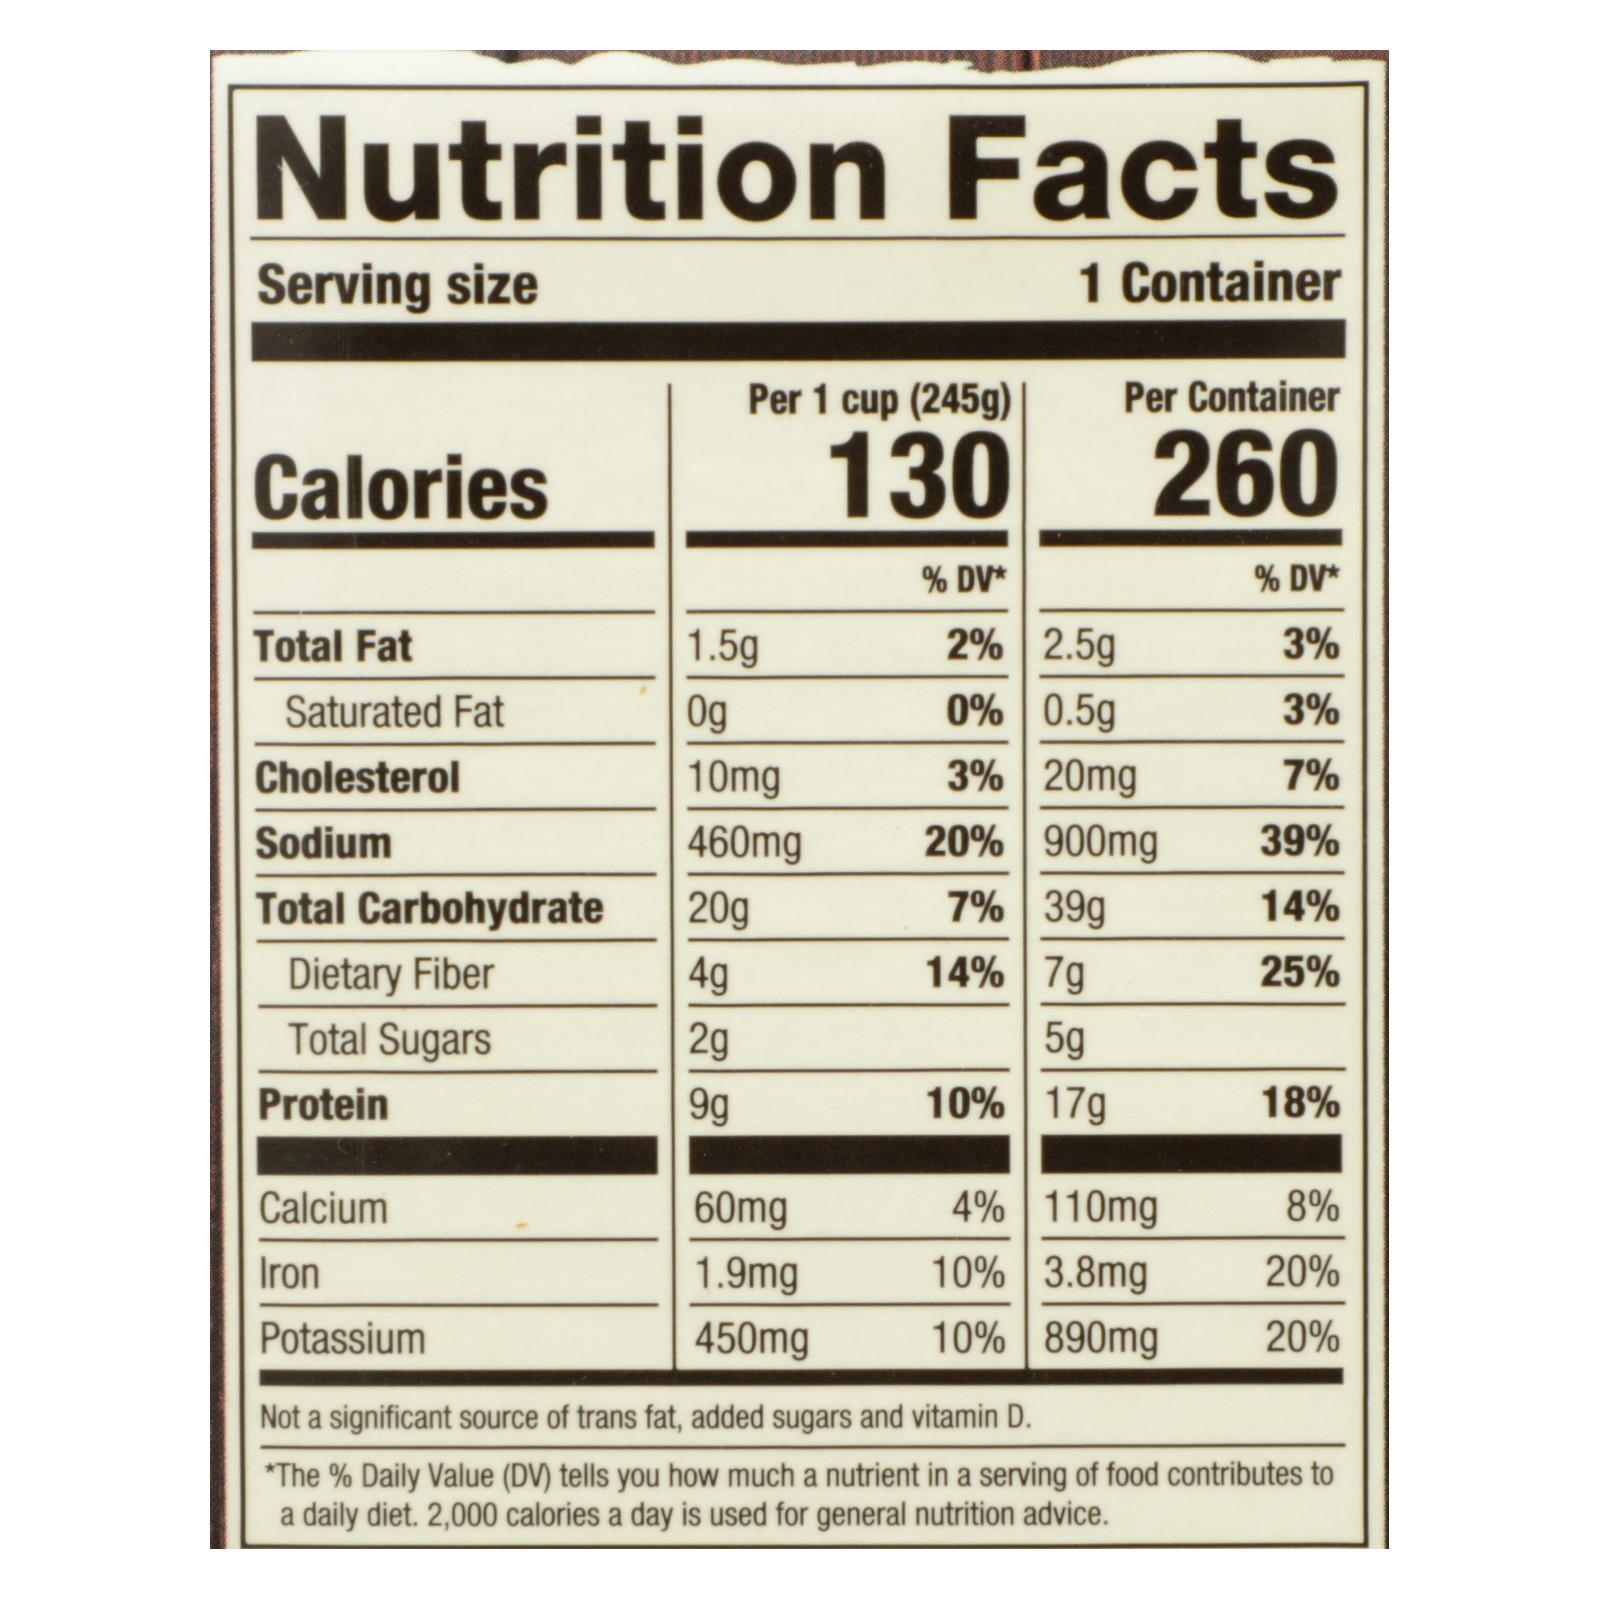 Nutrition Facts
Serving size 1 Container
Per 1 cup (245g) Per Container
Calories 130 260
% DV* % DV*
Total Fat 1.5g 2% 2.5g 3%
Saturated Fat 0g 0% 0.5g 3%
Cholesterol 10mg 3% 20mg 7%
Sodium 460mg 20% 900mg 39%
Total Carbohydrate 20g 7% 39g 14%
Dietary Fiber 4g 14% 7g 25%
Total Sugars 2g 5g
Protein 9g 10% 17g 18%
Calcium 60mg 4% 110mg 8%
Iron 1.9mg 10% 3.8mg 20%
Potassium 450mg 10% 890mg 20%
Not a significant source of trans fat, added sugars and vitamin D.
*The % Daily Value (DV) tells you how much a nutrient in a serving of food contributes to
a daily diet. 2,000 calories a day is used for general nutrition advice.